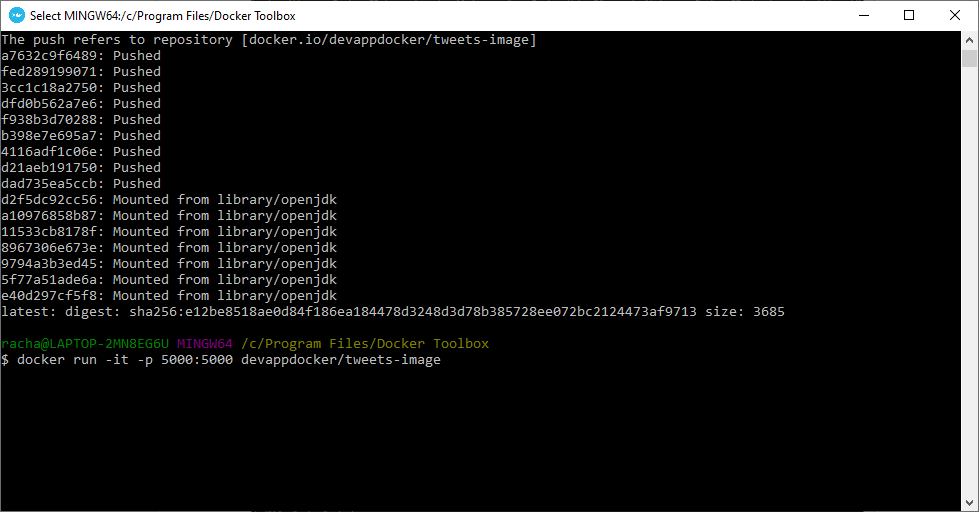 Select MINGW64:/c/Program Files/Docker Toolbox
The push refers to repository [docker.io/devappdocker/tweets-image]
a7632c9f6489: Pushed
fed289199071: Pushed
3cc1c18a2750: Pushed
dfd0b562a7e6: Pushed
f938b3d70288: Pushed
b398e7e695a7: Pushed
4116adf1c06e: Pushed
d21aeb191750: Pushed
dad735ea5ccb: Pushed
d2f5dc92cc56: Mounted from library/openjdk
a10976858b87: Mounted from library/openjdk
11533cb8178f: Mounted from library/openjdk
8967306e673e: Mounted from library/openjdk
9794a3b3ed45: Mounted from library/openjdk
5f77a51ade6a: Mounted from library/openjdk
e40d297cf5f8: Mounted from library/openjdk
latest: digest: sha256:e12be8518ae0d84f186ea184478d3248d3d78b385728ee072bc2124473af9713 size: 3685
racha@LAPTOP-2MN8EG6U MINGW64 /c/Program Files/Docker Toolbox
$ docker run -it -p 5000:5000 devappdocker/tweets-image